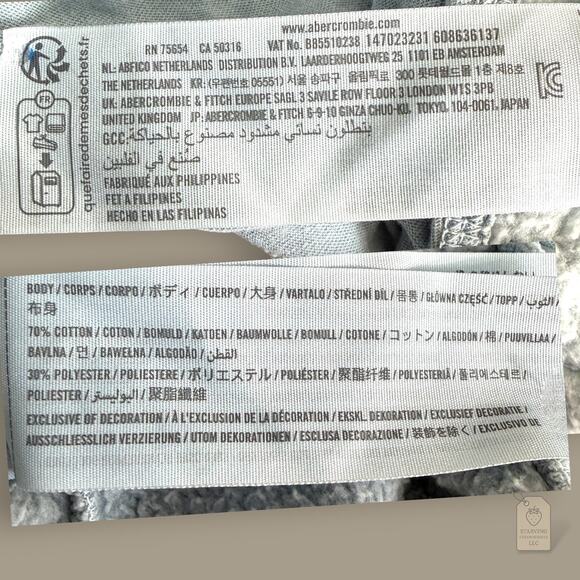 www.abercrombie.com
RN 75654 CA 50316 VAT No. B85510238 147023231 608636137
NL: ABFICO NETHERLANDS DISTRIBUTION B.V. LAARDERHOOGTWEG 25 1101 EB AMSTERDAM
THE NETHERLANDS KR: (우편번호 05551) 서울 송파구 올림픽로 300 롯데월드몰 1층 제8호
UK: ABERCROMBIE & FITCH EUROPE SAGL 3 SAVILE ROW FLOOR 3 LONDON W1S 3PB
UNITED KINGDOM JP: ABERCROMBIE & FITCH 6-9-10 GINZA CHUO-KU, TOKYO, 104-0061, JAPAN
GCC: بنطلون نسائي مشدود مصنوع بالحياكة
صُنع في الفلبين
FABRIQUÉ AUX PHILIPPINES
FET A FILIPINES
HECHO EN LAS FILIPINAS
quefairedemesdechets.fr
FR
BODY / CORPS / CORPO / ボディ / CUERPO / 大身 / VARTALO / STŘEDNÍ DÍL / 몸통 / GŁÓWNA CZĘŚĆ / TOPP / الثوب /
布身
70% COTTON / COTON / BOMULD / KATOEN / BAUMWOLLE / BOMULL / COTONE / コットン / ALGODÓN / 棉 / PUUVILLAA /
BAVLNA / 면 / BAWEŁNA / ALGODÃO / القطن
30% POLYESTER / POLIESTERE / ポリエステル / POLIÉSTER / 聚酯纤维 / POLYESTERIÄ / 폴리에스테르 /
POLIESTER / البوليستر / 聚脂纖維
EXCLUSIVE OF DECORATION / À L'EXCLUSION DE LA DÉCORATION / EKSKL. DEKORATION / EXCLUSIEF DECORATIE /
AUSSCHLIESSLICH VERZIERUNG / UTOM DEKORATIONEN / ESCLUSA DECORAZIONE / 装飾を除く / EXCLUSIVO DE
STARVING
LLC